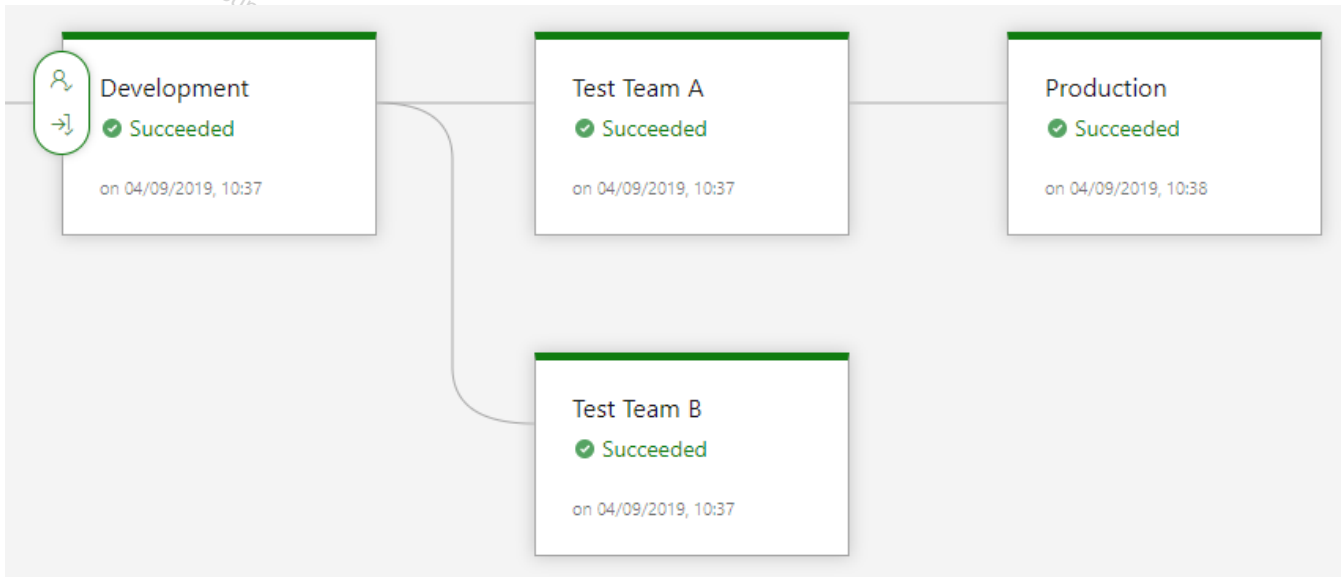 Development
Succeeded
on 04/09/2019, 10:37
Test Team A
Succeeded
on 04/09/2019, 10:37
Production
Succeeded
on 04/09/2019, 10:38
Test Team B
Succeeded
on 04/09/2019, 10:37